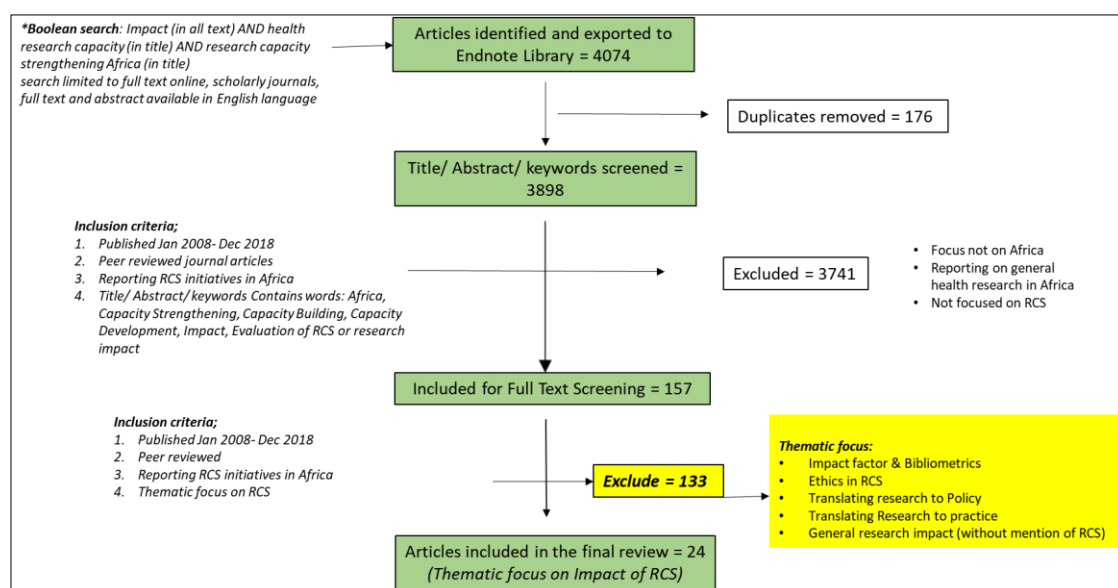 *Boolean search: Impact (in all text) AND health
research capacity (in title) AND research capacity
strengthening Africa (in title)
search limited to full text online, scholarly journals,
full text and abstract available in English language
Articles identified and exported to
Endnote Library = 4074
Duplicates removed = 176
Title/ Abstract/ keywords screened =
3898
Inclusion criteria;
1. Published Jan 2008- Dec 2018
2. Peer reviewed journal articles
3. Reporting RCS initiatives in Africa
4. Title/ Abstract/ keywords Contains words: Africa,
Capacity Strengthening, Capacity Building, Capacity
Development, Impact, Evaluation of RCS or research
impact
Excluded = 3741
• Focus not on Africa
• Reporting on general
health research in Africa
• Not focused on RCS
Included for Full Text Screening = 157
Inclusion criteria;
1. Published Jan 2008- Dec 2018
2. Peer reviewed
3. Reporting RCS initiatives in Africa
4. Thematic focus on RCS
Exclude = 133
Thematic focus:
• Impact factor & Bibliometrics
• Ethics in RCS
• Translating research to Policy
• Translating Research to practice
• General research impact (without mention of RCS)
Articles included in the final review = 24
(Thematic focus on Impact of RCS)